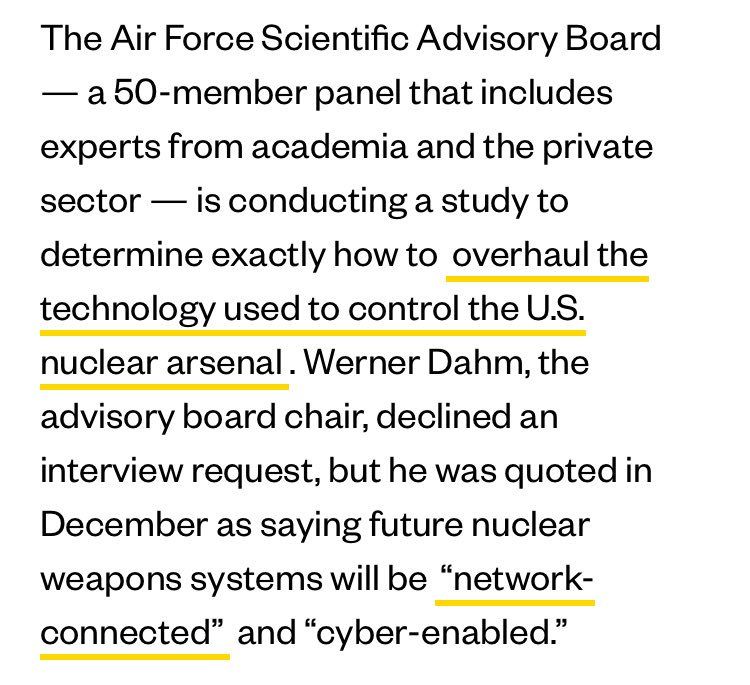 The Air Force Scientific Advisory Board
— a 50-member panel that includes
experts from academia and the private
sector — is conducting a study to
determine exactly how to overhaul the
technology used to control the U.S.
nuclear arsenal . Werner Dahm, the
advisory board chair, declined an
interview request, but he was quoted in
December as saying future nuclear
weapons systems will be “network-
connected” and “cyber-enabled.”